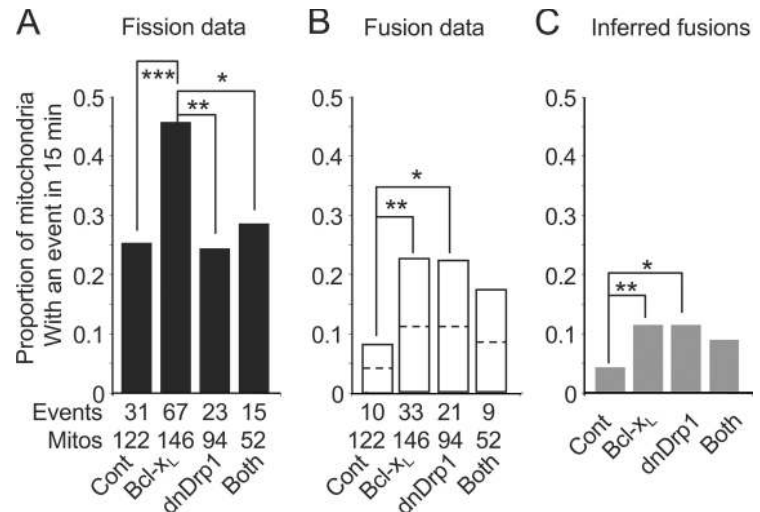 A Fission data
B Fusion data
C Inferred fusions
Proportion of mitochondria
With an event in 15 min
0.5
0.4
0.3
0.2
0.1
0
***
*
**
Events 31 67 23 15
Mitos 122 146 94 52
Cont Bcl-xL dnDrp1 Both
0.5
0.4
0.3
0.2
0.1
0
*
**
10 33 21 9
122 146 94 52
Cont Bcl-xL dnDrp1 Both
0.5
0.4
0.3
0.2
0.1
0
*
**
Cont Bcl-xL dnDrp1 Both